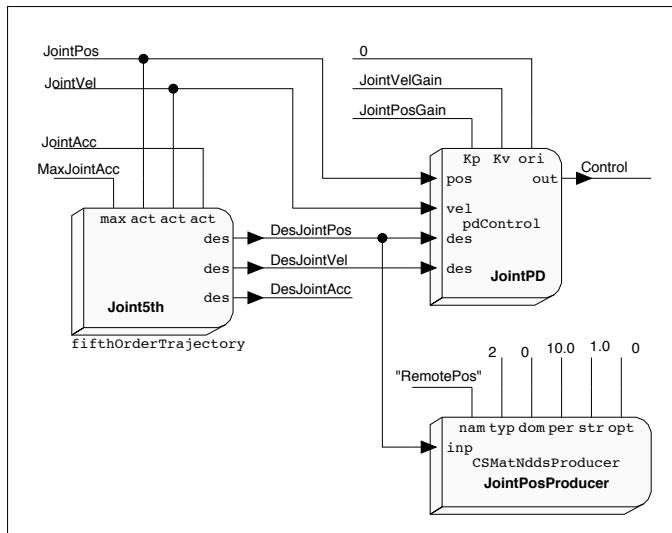 JointPos
0
JointVel
JointVelGain
JointPosGain
JointAcc
Kp Kv ori
Control
MaxJointAcc
pos
out
max act act act
vel
pdControl
des
DesJointPos
des
des
DesJointVel
des
JointPD
des
DesJointAcc
Joint5th
fifthOrderTrajectory
2
0
10.0
1.0
0
"RemotePos"
nam typ dom per str opt
inp
CSMatNddsProducer
JointPosProducer